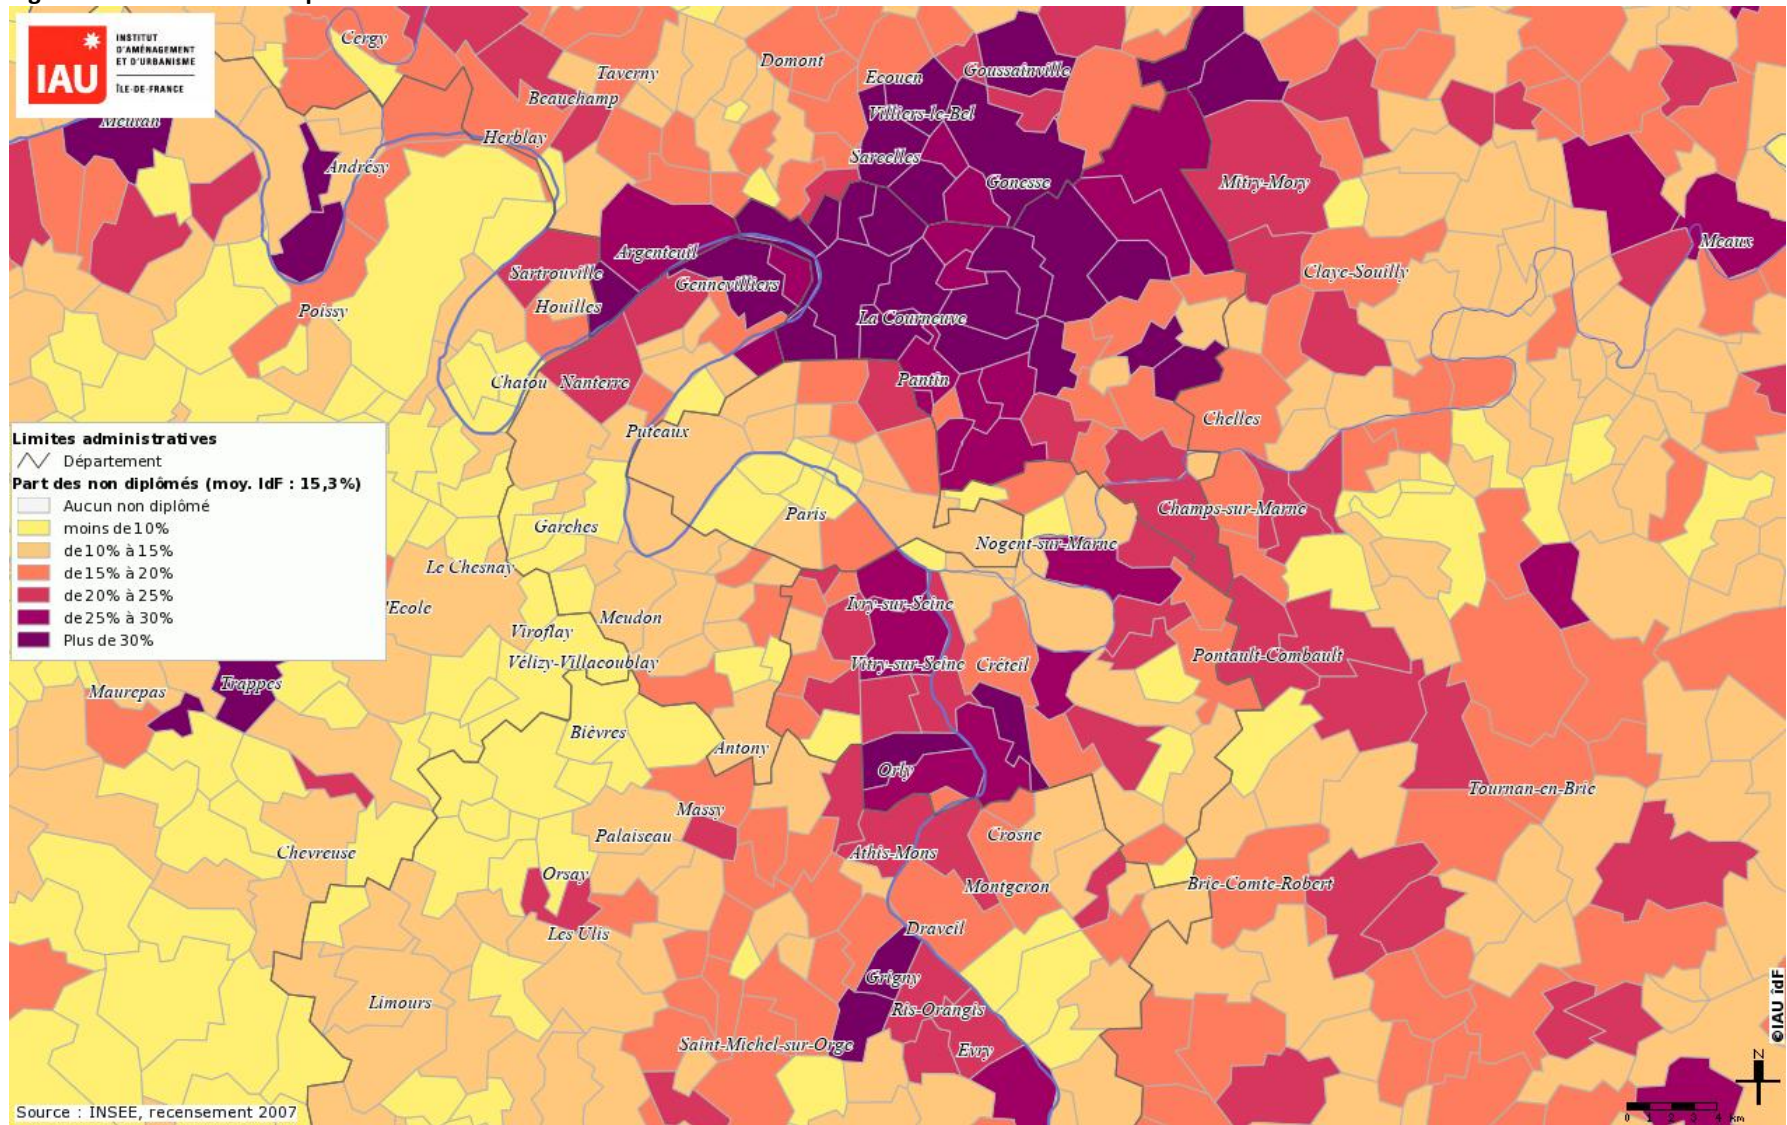 INSTITUT
D'AMÉNAGEMENT
ET D'URBANISME
IAU
ÎLE-DE-FRANCE
Cergy
Taverny
Domont
Ecouen
Goussainville
Beauchamp
Villiers-le-Bel
Meulan
Herblay
Andrésy
Sarcelles
Gonesse
Mitry-Mory
Argenteuil
Meaux
Sartrouville
Gennevilliers
Claye-Souilly
Houilles
Poissy
La Courneuve
Chatou
Nanterre
Pantin
Chelles
Puteaux
Limites administratives
Département
Part des non diplômés (moy. IdF : 15,3%)
Aucun non diplômé
moins de 10%
de 10% à 15%
de 15% à 20%
de 20% à 25%
de 25% à 30%
Plus de 30%
Garches
Paris
Champs-sur-Marne
Nogent-sur-Marne
Le Chesnay
'Ecole
Meudon
Ivry-sur-Seine
Viroflay
Vélizy-Villacoublay
Vitry-sur-Seine
Créteil
Pontault-Combault
Maurepas
Trappes
Bièvres
Antony
Orly
Tournan-en-Brie
Massy
Palaiseau
Crosne
Chevreuse
Athis-Mons
Orsay
Montgeron
Brie-Comte-Robert
Les Ulis
Draveil
Grigny
Limours
Ris-Orangis
Saint-Michel-sur-Orge
Evry
©IAU îdF
N
Source : INSEE, recensement 2007
0 1 2 3 4 km